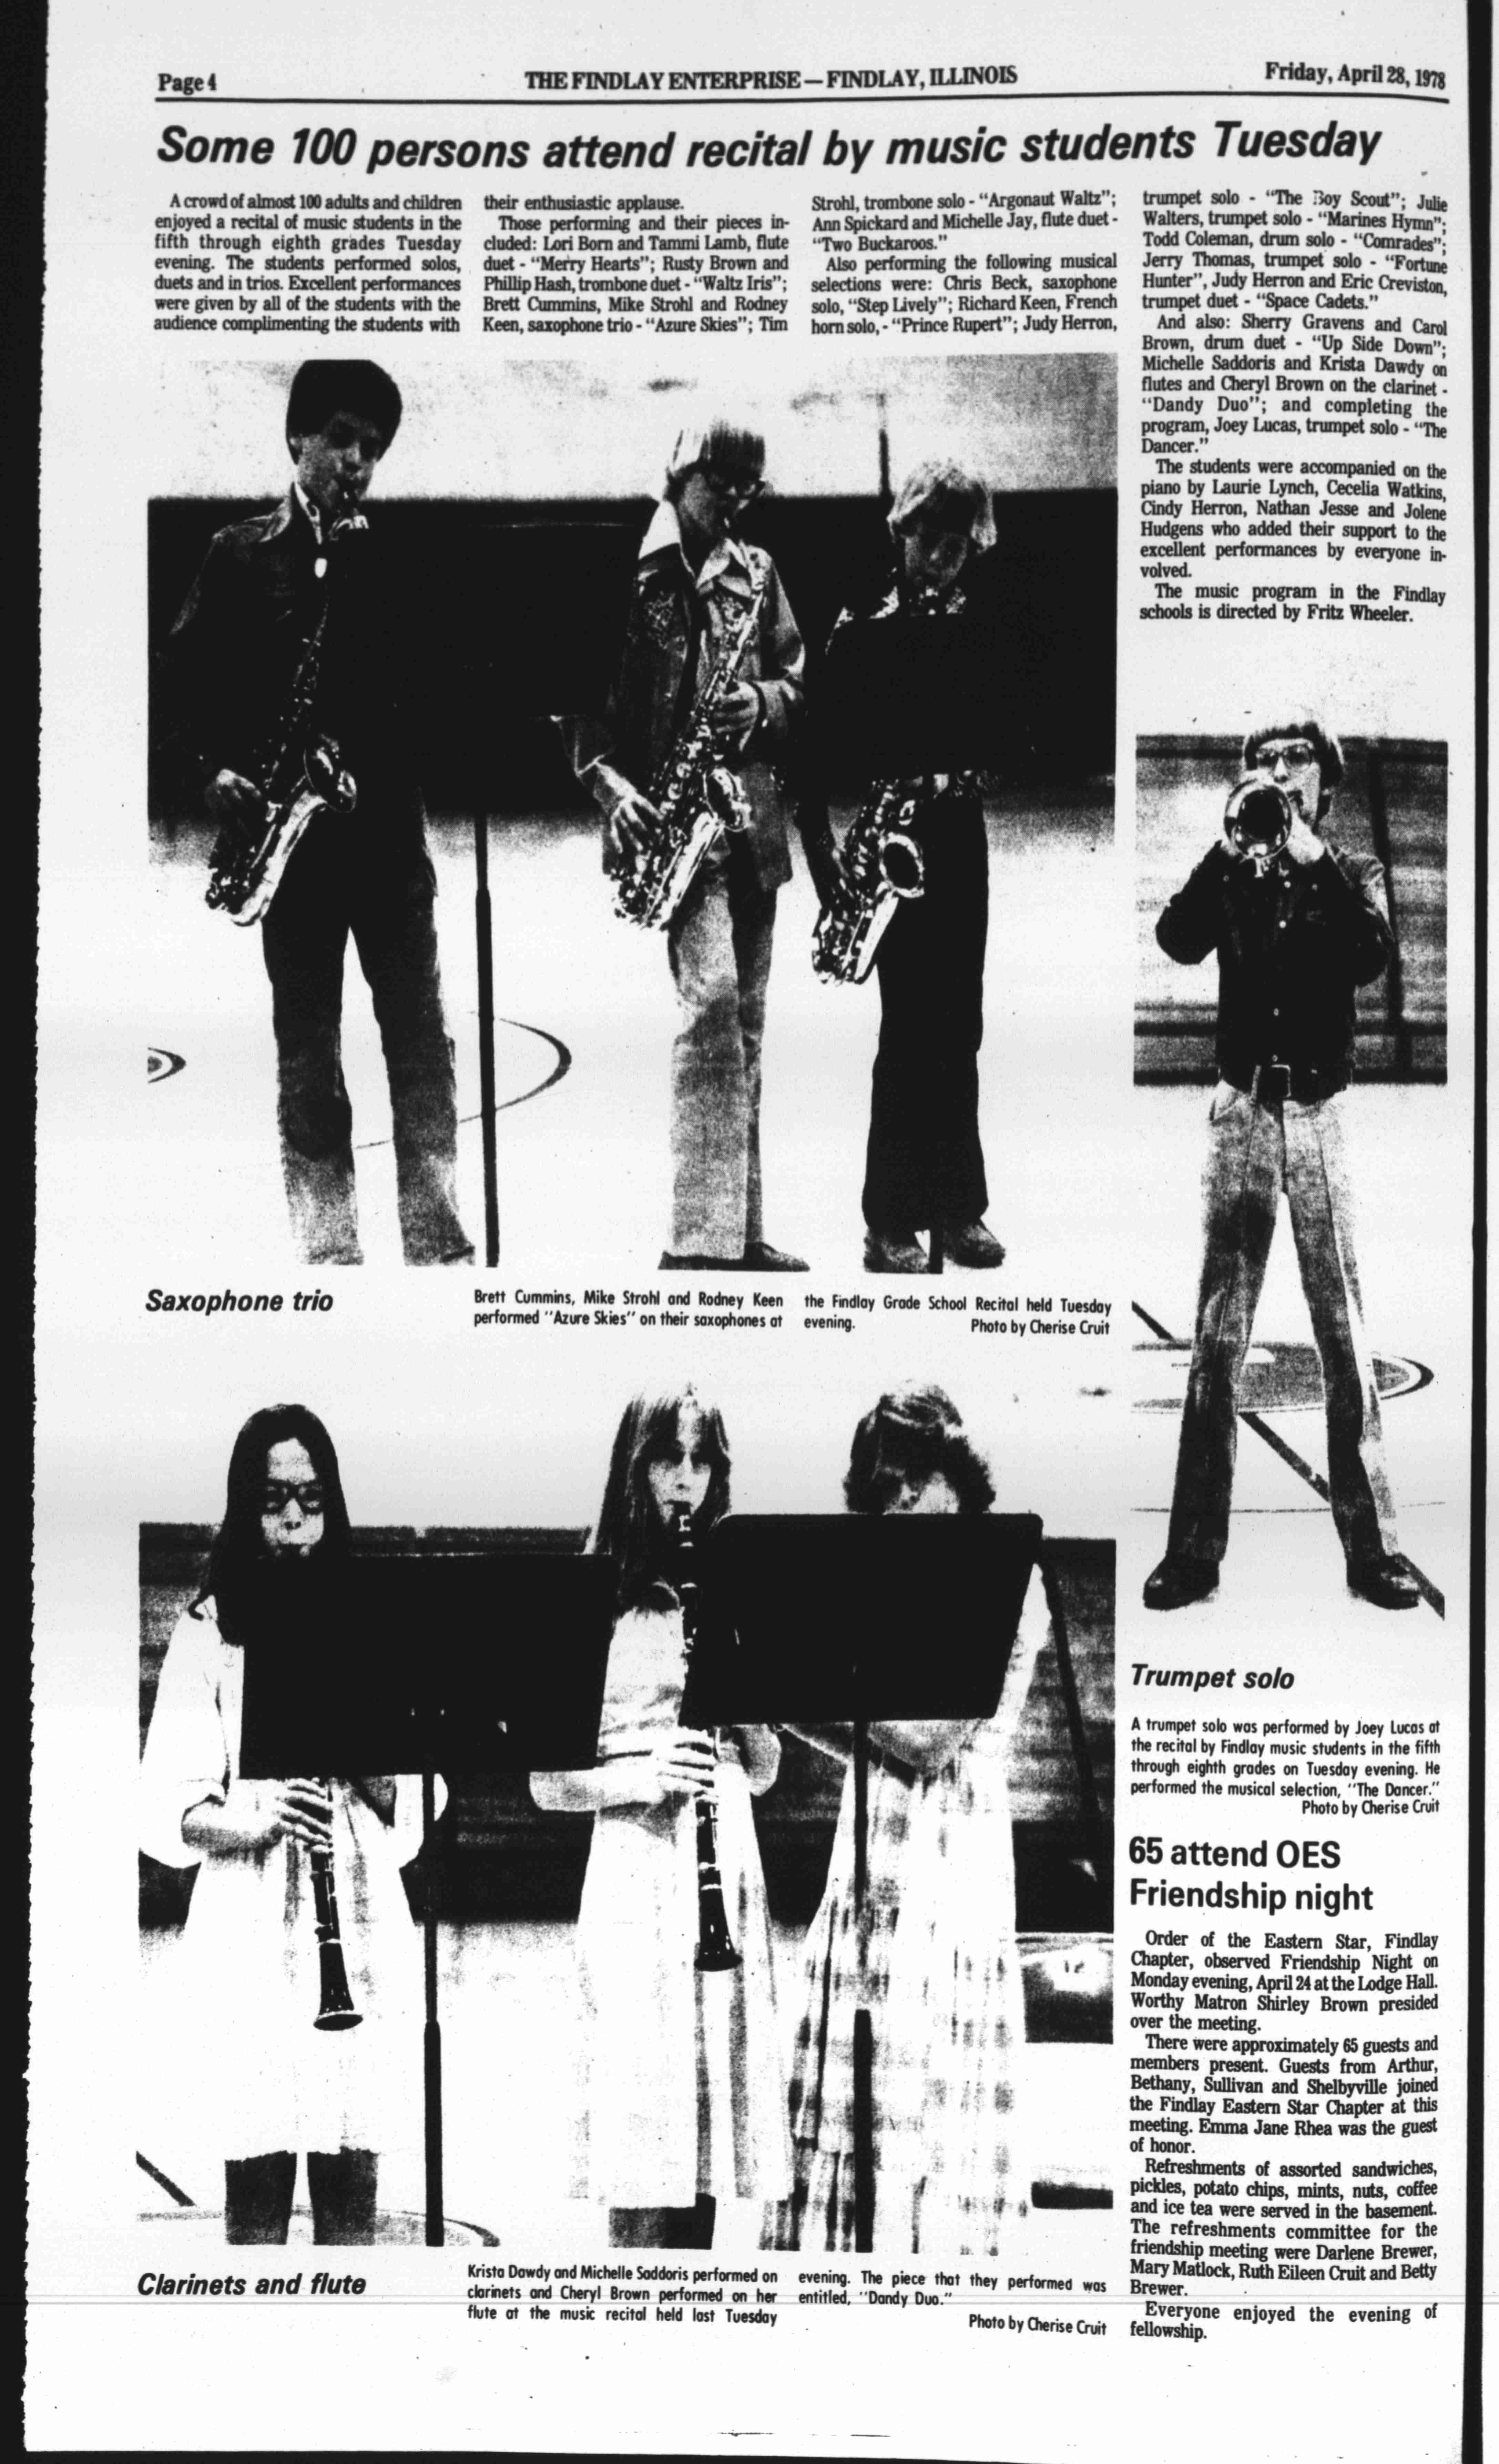 Page 4
THE FINDLAY ENTERPRISE — FINDLAY, ILLINOIS
Friday, April 28, 1978
Some 100 persons attend recital by music students Tuesday
A crowd of almost 100 adults and children
enjoyed a recital of music students in the
fifth through eighth grades Tuesday
evening. The students performed solos,
duets and in trios. Excellent performances
were given by all of the students with the
audience complimenting the students with
their enthusiastic applause.
Those performing and their pieces in-
cluded: Lori Born and Tammi Lamb, flute
duet - "Merry Hearts"; Rusty Brown and
Phillip Hash, trombone duet - "Waltz Iris";
Brett Cummins, Mike Strohl and Rodney
Keen, saxophone trio - "Azure Skies"; Tim
Strohl, trombone solo - "Argonaut Waltz";
Ann Spickard and Michelle Jay, flute duet -
"Two Buckaroos."
Also performing the following musical
selections were: Chris Beck, saxophone
solo, "Step Lively"; Richard Keen, French
horn solo, - "Prince Rupert"; Judy Herron,
trumpet solo - "The Boy Scout"; Julie
Walters, trumpet solo - "Marines Hymn";
Todd Coleman, drum solo - "Comrades";
Jerry Thomas, trumpet solo - "Fortune
Hunter", Judy Herron and Eric Creviston,
trumpet duet - "Space Cadets."
And also: Sherry Gravens and Carol
Brown, drum duet - "Up Side Down";
Michelle Saddoris and Krista Dawdy on
flutes and Cheryl Brown on the clarinet -
"Dandy Duo"; and completing the
program, Joey Lucas, trumpet solo - "The
Dancer."
The students were accompanied on the
piano by Laurie Lynch, Cecelia Watkins,
Cindy Herron, Nathan Jesse and Jolene
Hudgens who added their support to the
excellent performances by everyone in-
volved.
The music program in the Findlay
schools is directed by Fritz Wheeler.
Saxophone trio
Brett Cummins, Mike Strohl and Rodney Keen
performed "Azure Skies" on their saxophones at
the Findlay Grade School Recital held Tuesday
evening.
Photo by Cherise Cruit
Trumpet solo
A trumpet solo was performed by Joey Lucas at
the recital by Findlay music students in the fifth
through eighth grades on Tuesday evening. He
performed the musical selection, "The Dancer."
Photo by Cherise Cruit
Clarinets and flute
Krista Dawdy and Michelle Saddoris performed on
clarinets and Cheryl Brown performed on her
flute at the music recital held last Tuesday
evening. The piece that they performed was
entitled, "Dandy Duo."
Photo by Cherise Cruit
65 attend OES
Friendship night
Order of the Eastern Star, Findlay
Chapter, observed Friendship Night on
Monday evening, April 24 at the Lodge Hall.
Worthy Matron Shirley Brown presided
over the meeting.
There were approximately 65 guests and
members present. Guests from Arthur,
Bethany, Sullivan and Shelbyville joined
the Findlay Eastern Star Chapter at this
meeting. Emma Jane Rhea was the guest
of honor.
Refreshments of assorted sandwiches,
pickles, potato chips, mints, nuts, coffee
and ice tea were served in the basement.
The refreshments committee for the
friendship meeting were Darlene Brewer,
Mary Matlock, Ruth Eileen Cruit and Betty
Brewer.
Everyone enjoyed the evening of
fellowship.